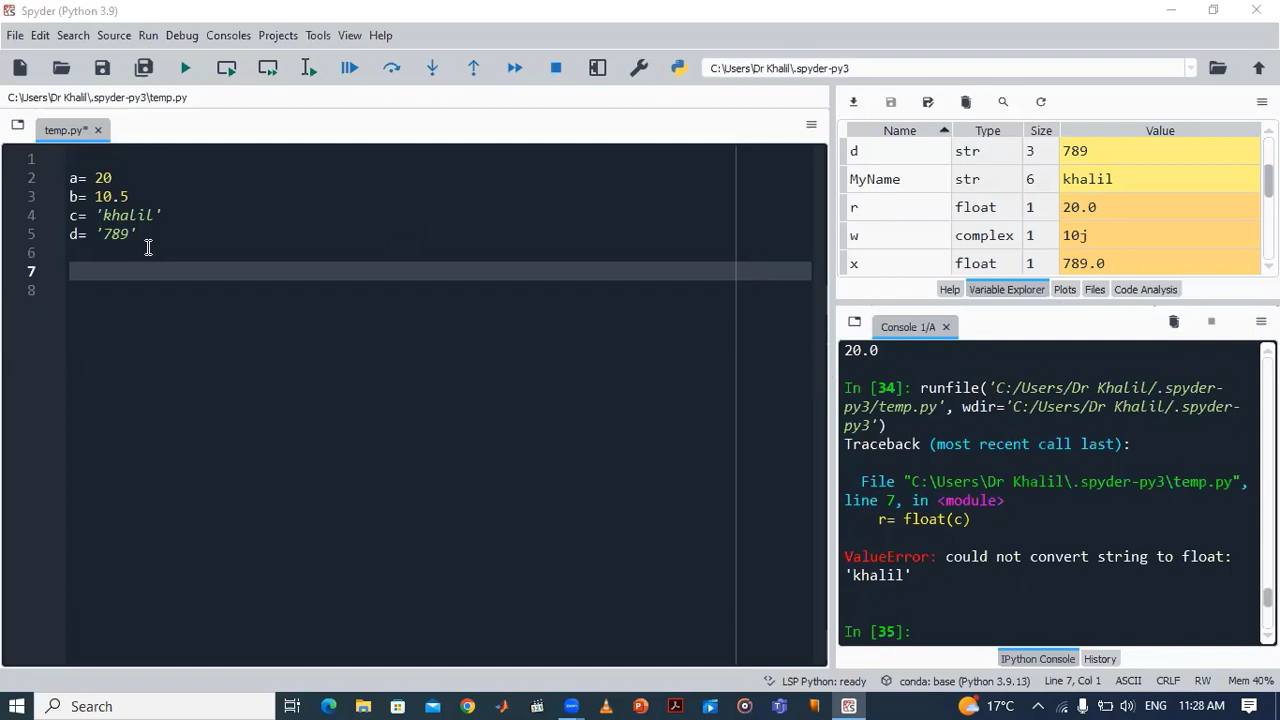 Spyder (Python 3.9)
File Edit Search Source Run Debug Consoles Projects Tools View Help
C:\Users\Dr Khalil\.spyder-py3
C:\Users\Dr Khalil\.spyder-py3\temp.py
temp.py*
1
2 a= 20
3 b= 10.5
4 c= 'khalil'
5 d= '789'
6
7
8
Name Type Size Value
d str 3 789
MyName str 6 khalil
r float 1 20.0
w complex 1 10j
x float 1 789.0
Help Variable Explorer Plots Files Code Analysis
Console 1/A
20.0
In [34]: runfile('C:/Users/Dr Khalil/.spyder-
py3/temp.py', wdir='C:/Users/Dr Khalil/.spyder-
py3')
Traceback (most recent call last):
File "C:\Users\Dr Khalil\.spyder-py3\temp.py",
line 7, in <module>
r= float(c)
ValueError: could not convert string to float:
'khalil'
In [35]:
IPython Console History
LSP Python: ready conda: base (Python 3.9.13) Line 7, Col 1 ASCII CRLF RW Mem 40%
Search 17°C ENG 11:28 AM